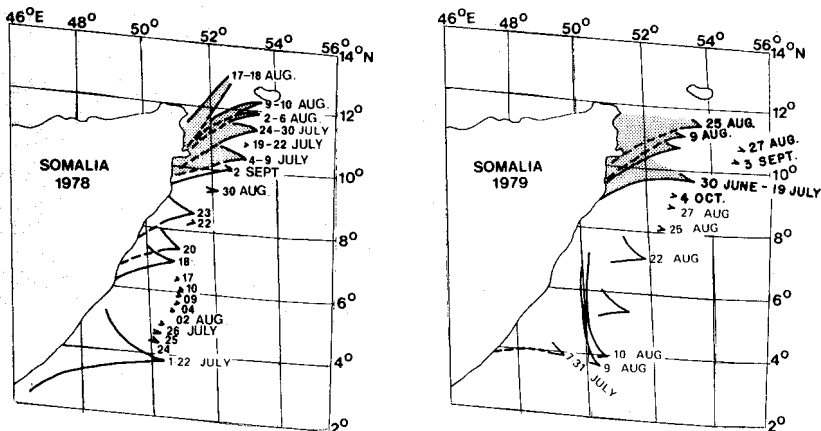 46°E 48° 50° 52° 54° 56°
14°N
17–18 AUG.
9–10 AUG.
12°
2–6 AUG.
24–30 JULY
19–22 JULY
4–9 JULY
2 SEPT
10°
30 AUG.
SOMALIA
1978
23
22
8°
20
18
17
10
09
6°
04
02 AUG
26 JULY
25
24
4°
1-22 JULY
2°
46°E 48° 50° 52° 54° 56°
14°N
12°
25 AUG.
9 AUG.
27 AUG.
3 SEPT.
10°
SOMALIA
1979
30 JUNE – 19 JULY
4 OCT.
27 AUG
25 AUG
8°
22 AUG
6°
10 AUG
9 AUG
4°
7-31 JULY
2°